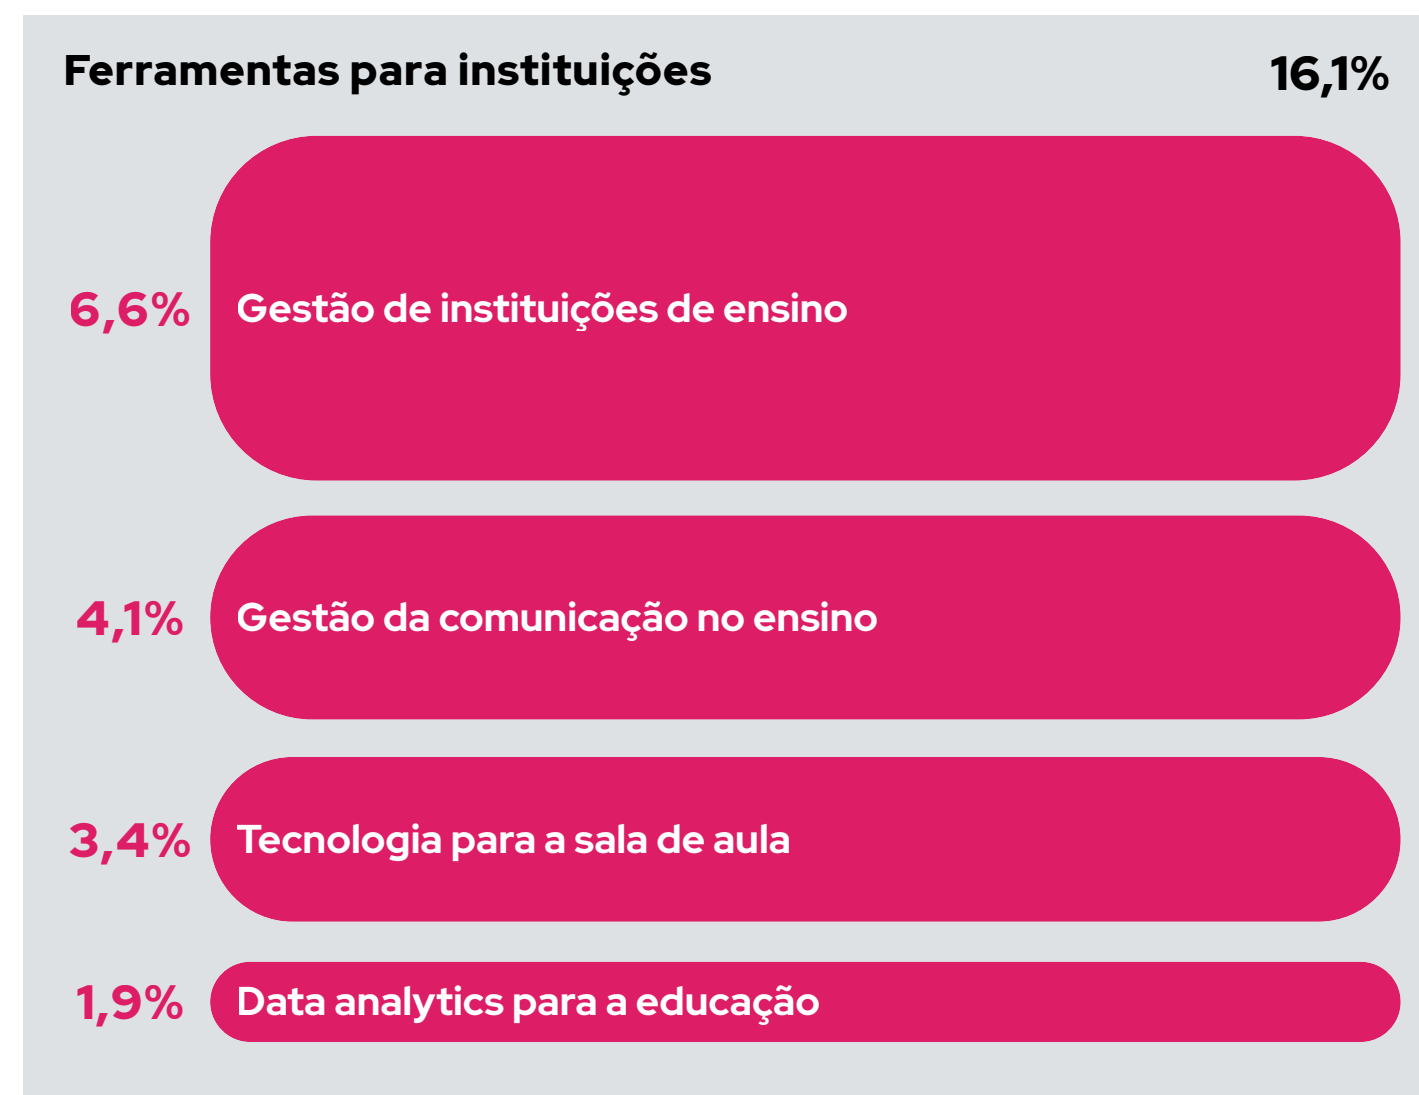 Ferramentas para instituições 16,1%
6,6% Gestão de instituições de ensino
4,1% Gestão da comunicação no ensino
3,4% Tecnologia para a sala de aula
1,9% Data analytics para a educação